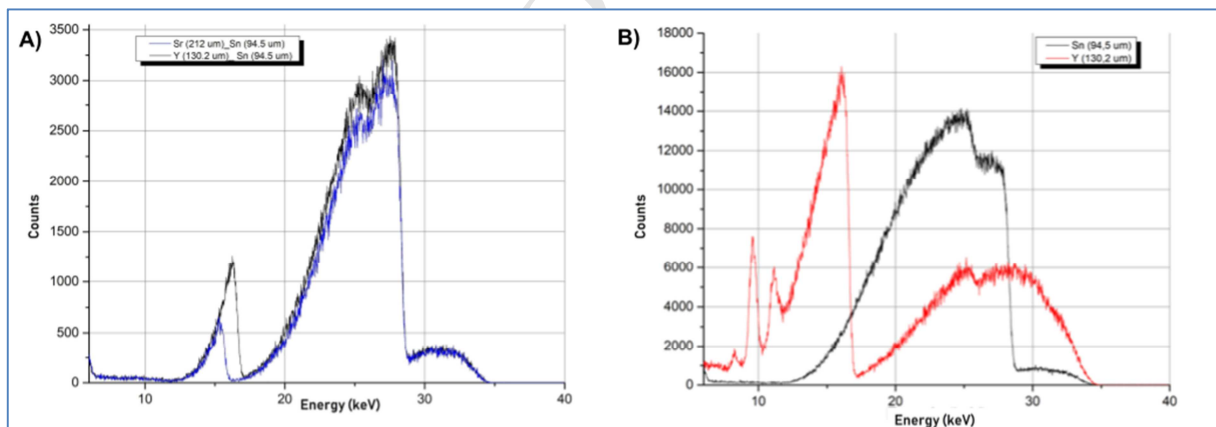 A)
Sr (212 um)_Sn (94.5 um)
Y (130.2 um)_ Sn (94.5 um)
3500
3000
2500
2000
1500
1000
500
0
Counts
10
20
30
40
Energy (keV)
B)
Sn (94,5 um)
Y (130,2 um)
18000
16000
14000
12000
10000
8000
6000
4000
2000
0
Counts
10
20
30
40
Energy (keV)